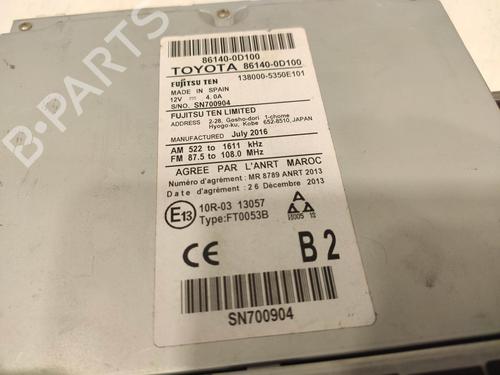 86140-0D100
TOYOTA 86140-0D100
FUJITSU TEN 138000-5350E101
MADE IN SPAIN
12V 4.0A
S/NO. SN700904
FUJITSU TEN LIMITED
ADDRESS 2-28, Gosho-dori 1-chome
Hyogo-ku, Kobe 652-8510, JAPAN
MANUFACTURED July 2016
AM 522 to 1611 kHz
FM 87.5 to 108.0 MHz
AGREE PAR L'ANRT MAROC
Numéro d'agrément: MR 8789 ANRT 2013
Date d'agrément: 26 Décembre 2013
E13 10R-03 13057
Type:FT0053B
I005 13
CE B2
SN700904
B-PARTS